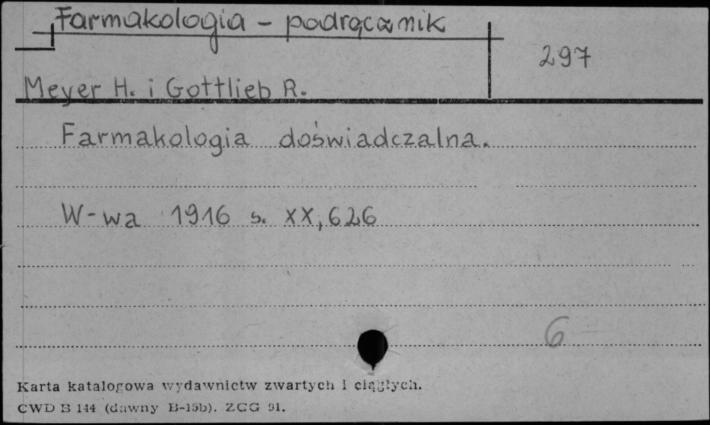 Farmakologia - podręcznik
297
Meyer H. i Gottlieb R.
Farmakologia doświadczalna.
W-wa 1916 s. XX, 626
6
Karta katalogowa wydawnictw zwartych i ciągłych.
CWD B 144 (dawny B-15b). ZCG 91.